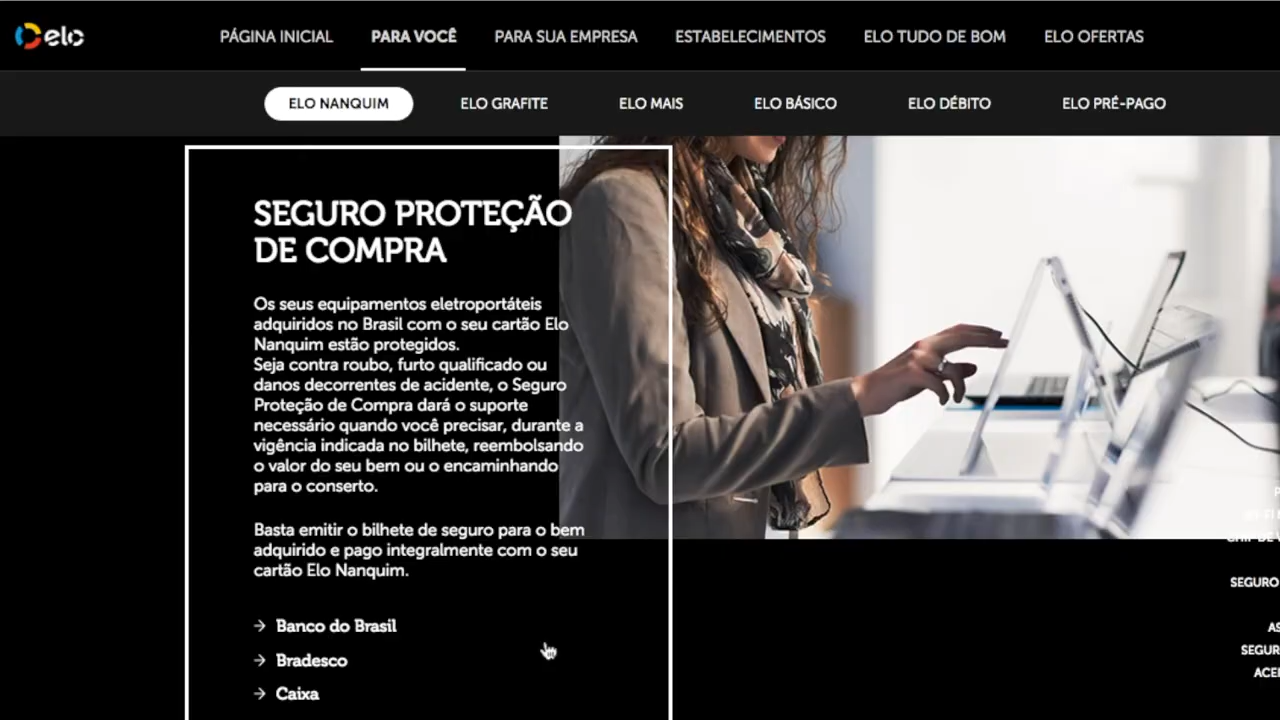 elo
PÁGINA INICIAL PARA VOCÊ PARA SUA EMPRESA ESTABELECIMENTOS ELO TUDO DE BOM ELO OFERTAS
ELO NANQUIM ELO GRAFITE ELO MAIS ELO BÁSICO ELO DÉBITO ELO PRÉ-PAGO
SEGURO PROTEÇÃO
DE COMPRA
Os seus equipamentos eletroportáteis
adquiridos no Brasil com o seu cartão Elo
Nanquim estão protegidos.
Seja contra roubo, furto qualificado ou
danos decorrentes de acidente, o Seguro
Proteção de Compra dará o suporte
necessário quando você precisar, durante a
vigência indicada no bilhete, reembolsando
o valor do seu bem ou o encaminhando
para o conserto.
Basta emitir o bilhete de seguro para o bem
adquirido e pago integralmente com o seu
cartão Elo Nanquim.
→ Banco do Brasil
→ Bradesco
→ Caixa
SEGURO
AS
SEGUR
ACE